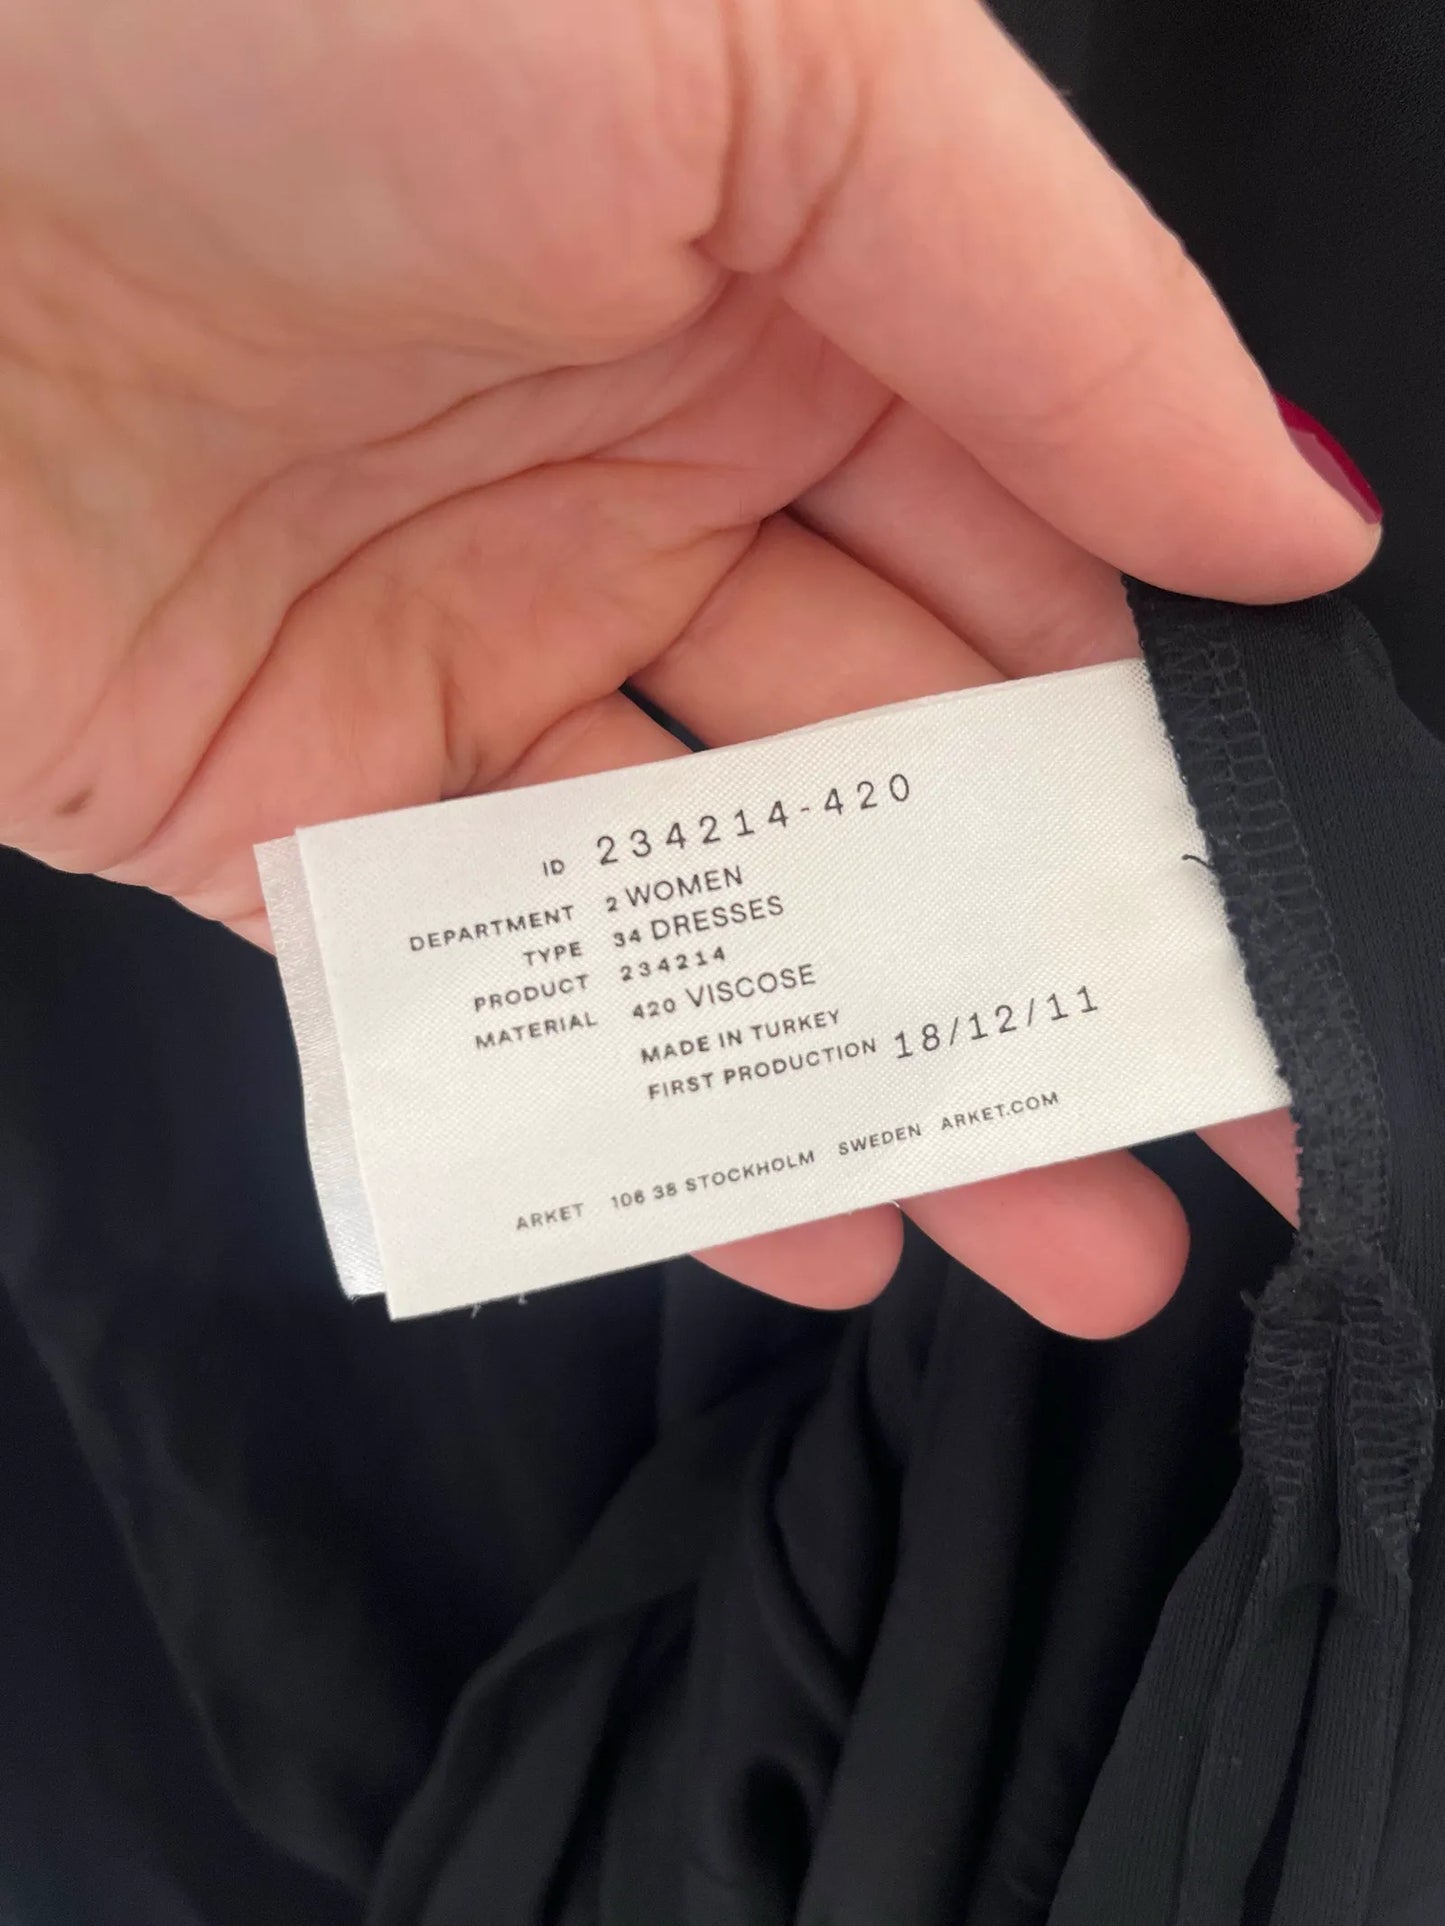 ID 234214-420
DEPARTMENT 2 WOMEN
TYPE 34 DRESSES
PRODUCT 234214
MATERIAL 420 VISCOSE
MADE IN TURKEY
FIRST PRODUCTION 18/12/11
ARKET 106 38 STOCKHOLM SWEDEN ARKET.COM